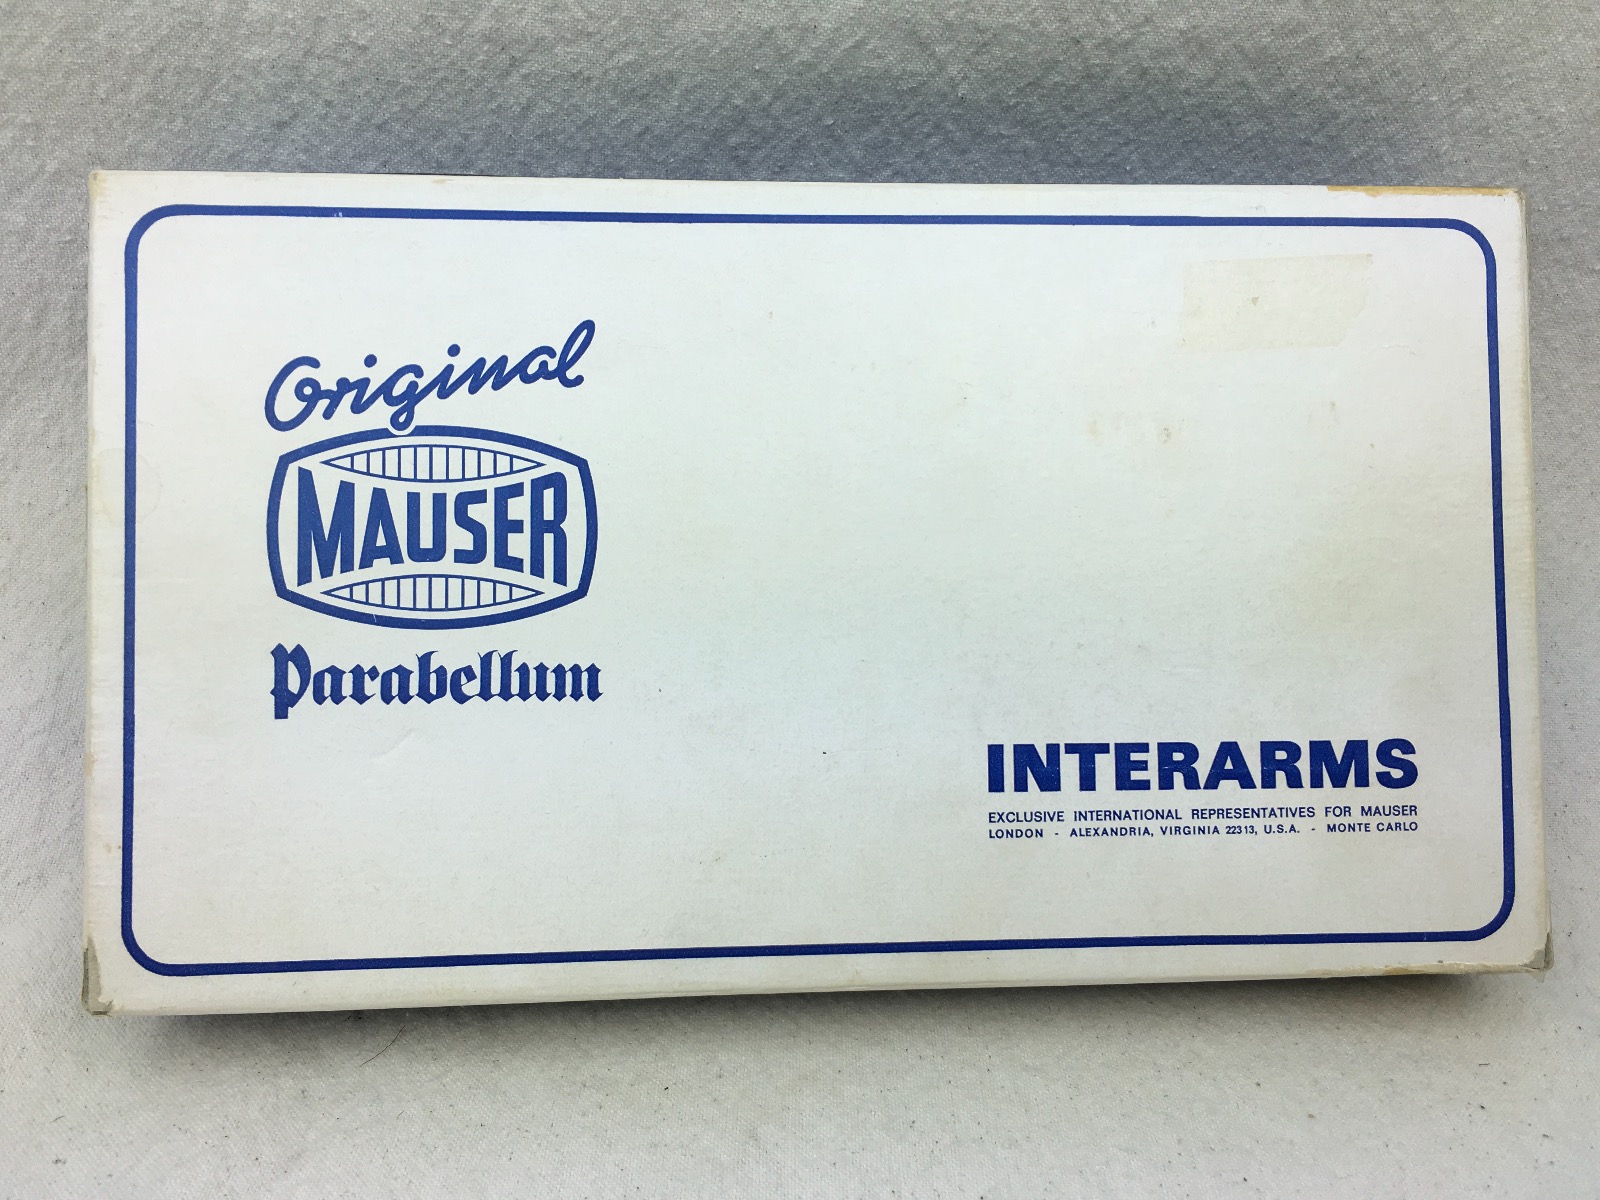 Original
MAUSER
Parabellum
INTERARMS
EXCLUSIVE INTERNATIONAL REPRESENTATIVES FOR MAUSER
LONDON - ALEXANDRIA, VIRGINIA 22313, U.S.A. - MONTE CARLO